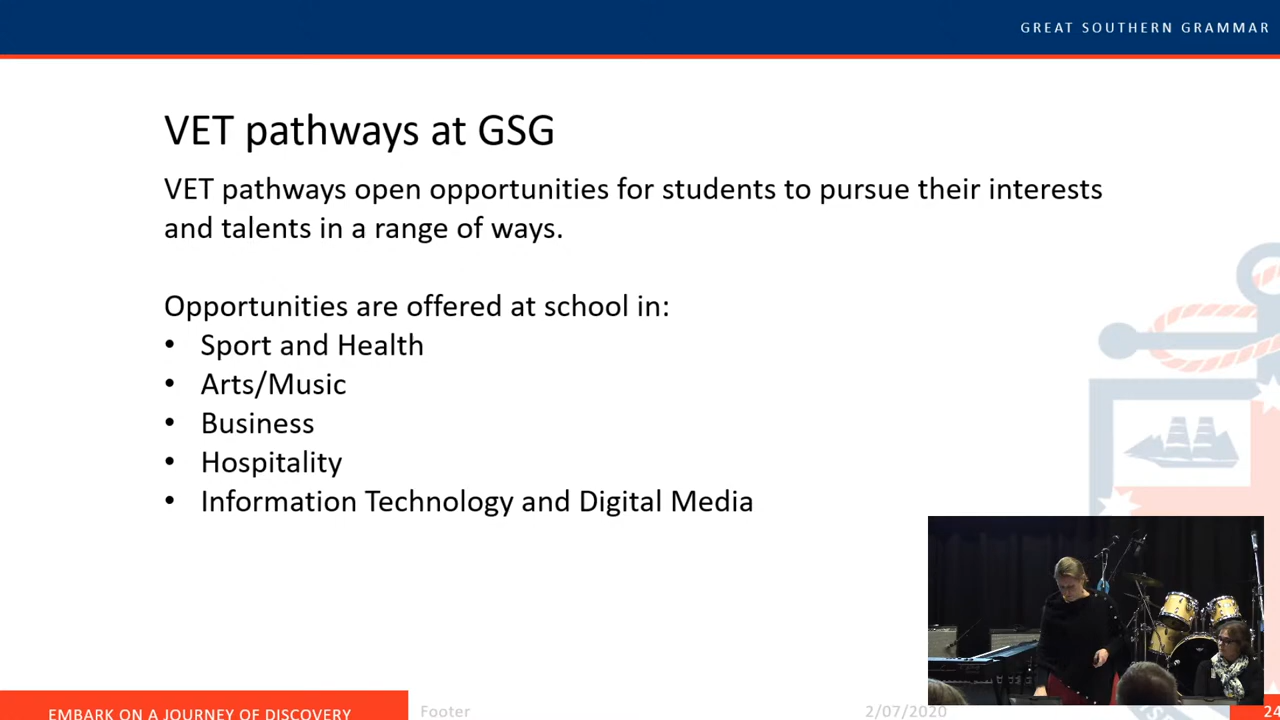 GREAT SOUTHERN GRAMMAR
VET pathways at GSG
VET pathways open opportunities for students to pursue their interests
and talents in a range of ways.
Opportunities are offered at school in:
• Sport and Health
• Arts/Music
• Business
• Hospitality
• Information Technology and Digital Media
EMBARK ON A JOURNEY OF DISCOVERY
Footer
2/07/2020
24